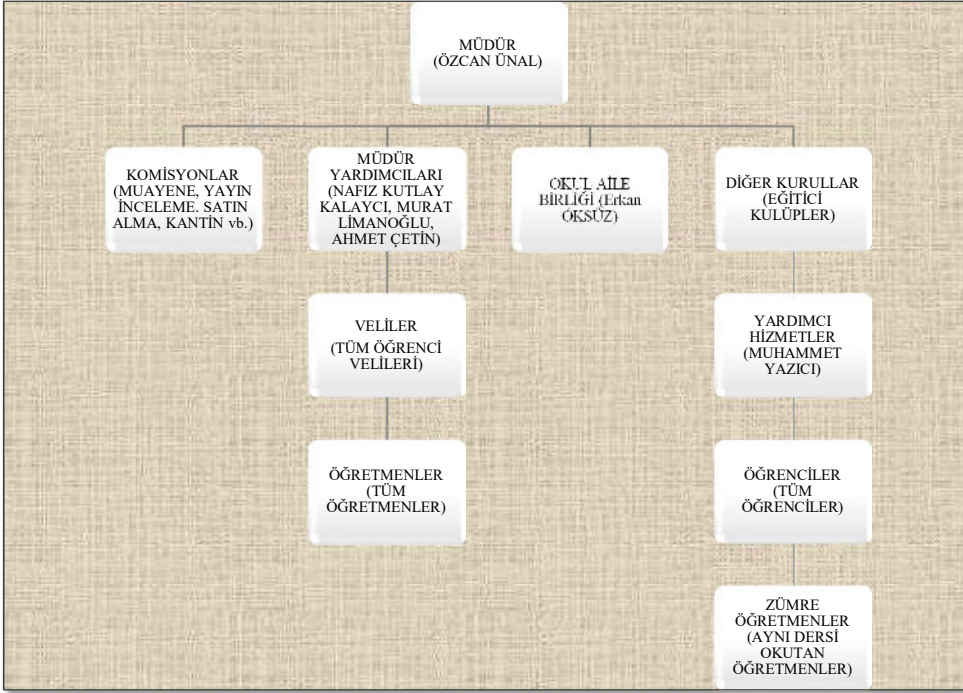 MÜDÜR
(ÖZCAN ÜNAL)
KOMİSYONLAR
(MUAYENE, YAYIN
İNCELEME. SATIN
ALMA, KANTİN vb.)
MÜDÜR
YARDIMCILARI
(NAFIZ KUTLAY
KALAYCI, MURAT
LİMANOĞLU,
AHMET ÇETİN)
OKUL AİLE
BİRLİĞİ (Erkan
ÖKSÜZ)
DİĞER KURULLAR
(EĞİTİCİ
KULÜPLER)
VELİLER
(TÜM ÖĞRENCİ
VELİLERİ)
YARDIMCI
HİZMETLER
(MUHAMMET
YAZICI)
ÖĞRETMENLER
(TÜM
ÖĞRETMENLER)
ÖĞRENCİLER
(TÜM
ÖĞRENCİLER)
ZÜMRE
ÖĞRETMENLER
(AYNI DERSİ
OKUTAN
ÖĞRETMENLER)